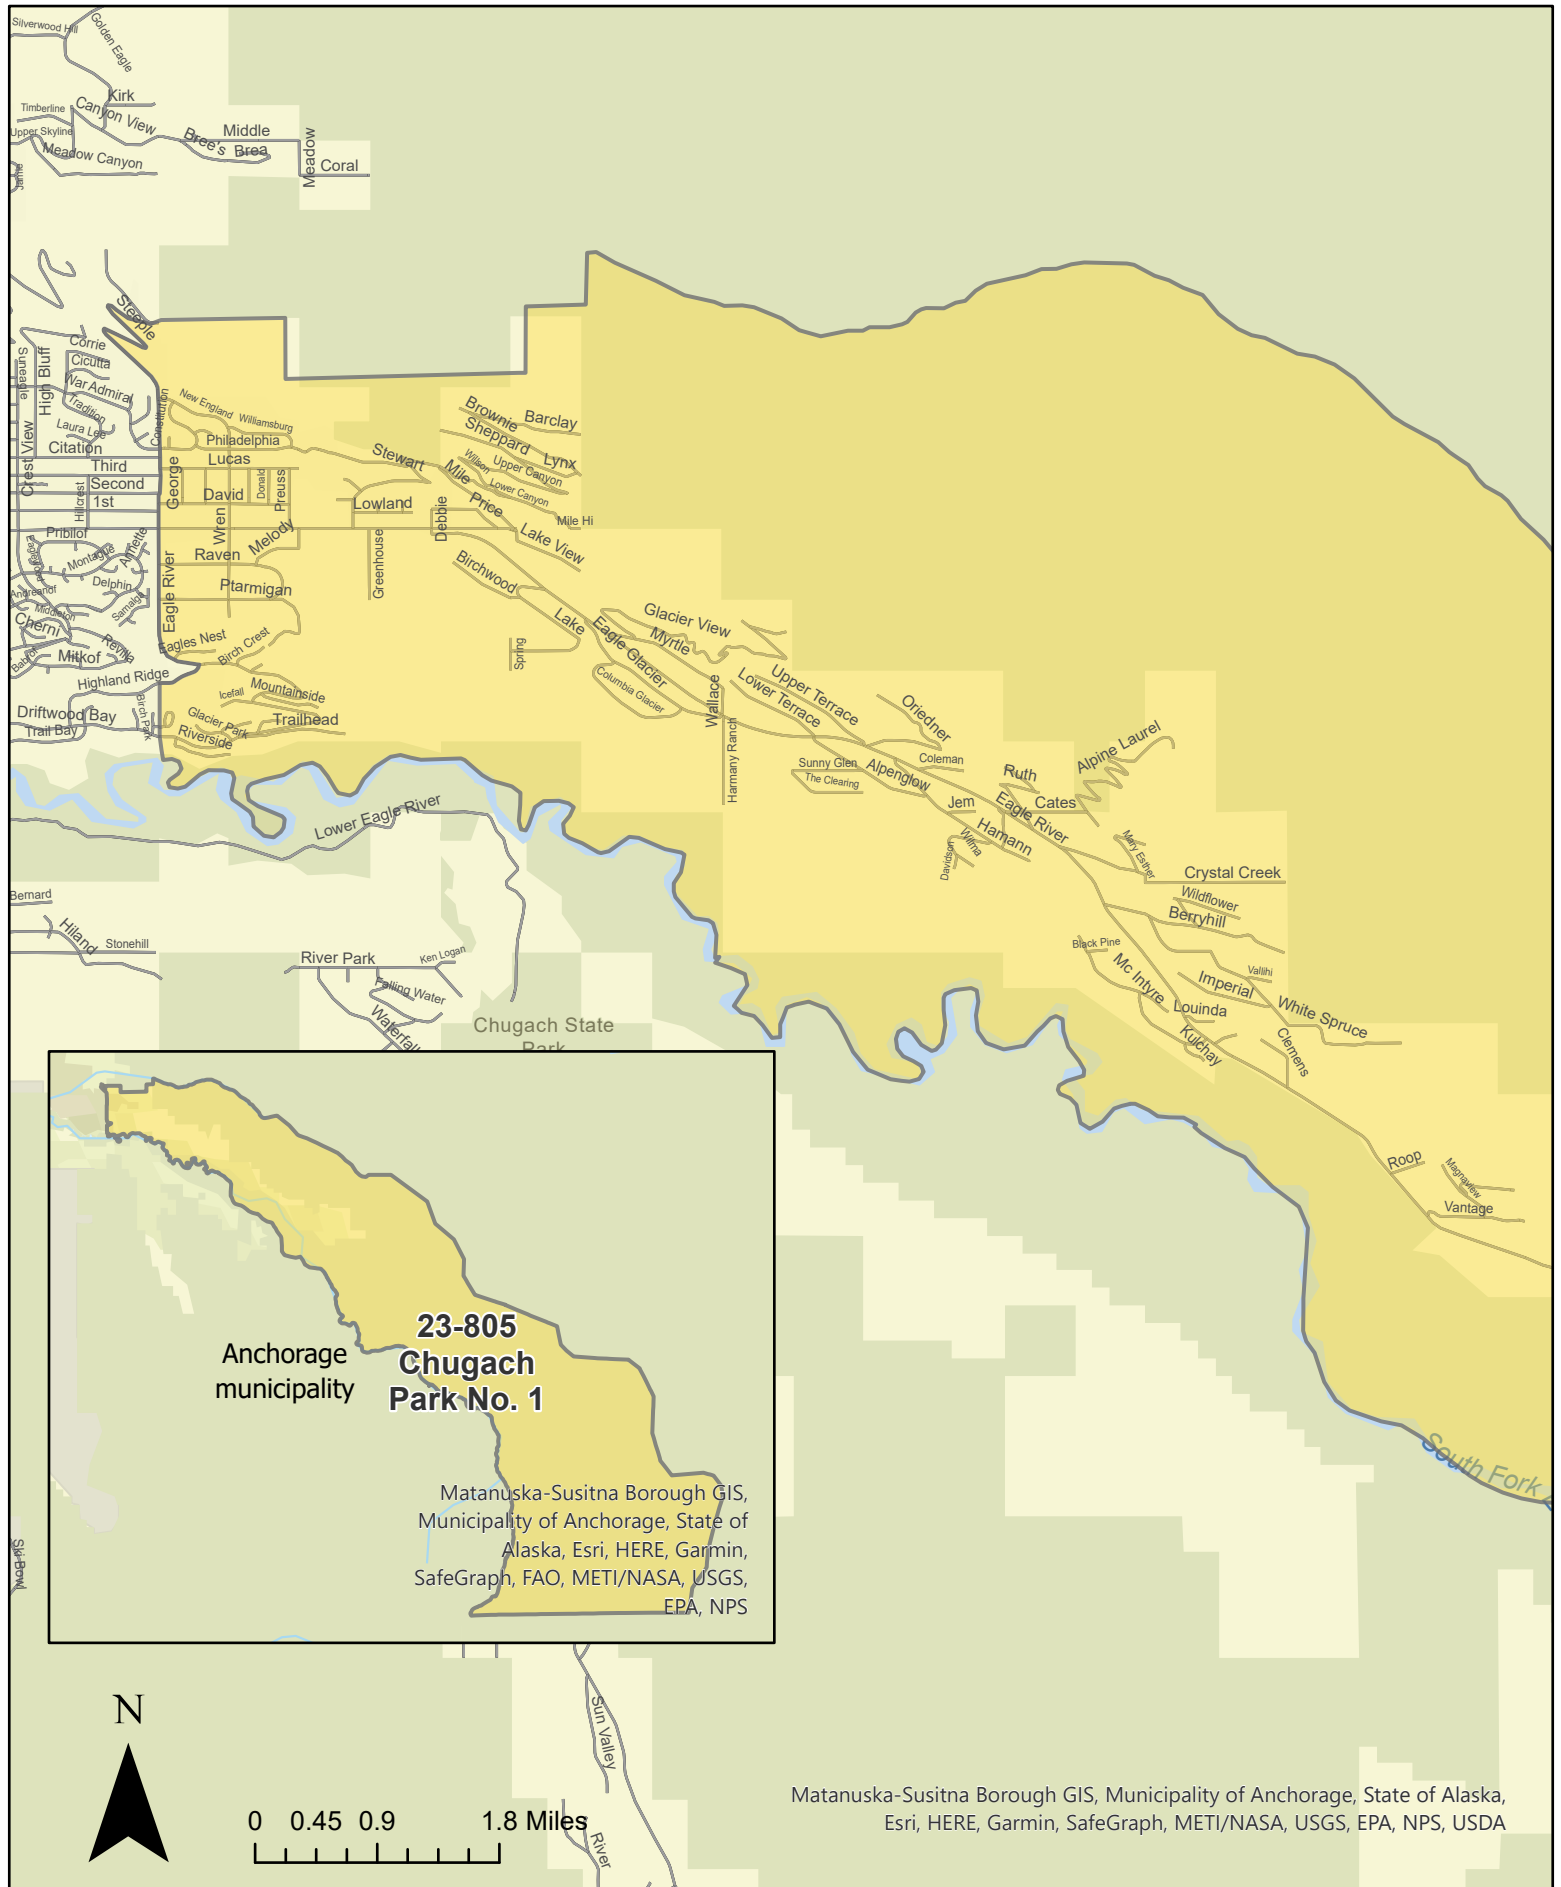 Silverwood Hill
Golden Eagle
Kirk
Timberline
Canyon View
Upper Skyline
Bree's
Middle
Brea
Meadow
Coral
Meadow Canyon
Jamie
Steeple
Corrie
Cicutta
Suneagle
High Bluff
War Admiral
Tradition
Laura Lee
Citation
Constitution
New England
Williamsburg
Philadelphia
Crest View
Third
Second
1st
Hillcrest
George
Lucas
David
Donald
Preuss
Wren
Stewart
Brownie
Barclay
Sheppard
Lynx
Willson
Upper Canyon
Lower Canyon
Mile
Price
Mile Hi
Lowland
Debbie
Lake View
Pribilof
Montague
Annette
Delphin
Andreanof
Middleton
Samalga
Cherni
Revilla
Mitkof
Babrof
Highland Ridge
Driftwood Bay
Trail Bay
Birch Park
Eagle River
Raven
Melody
Ptarmigan
Greenhouse
Birchwood
Lake
Spring
Eagles Nest
Birch Crest
Icefall
Mountainside
Glacier Park
Trailhead
Riverside
Glacier View
Myrtle
Eagle Glacier
Columbia Glacier
Wallace
Harmany Ranch
Upper Terrace
Lower Terrace
Oriedner
Coleman
Sunny Glen
The Clearing
Alpenglow
Ruth
Alpine Laurel
Jem
Cates
Eagle River
Hamann
Wilma
Davidson
Mary Esther
Crystal Creek
Wildflower
Berryhill
Black Pine
Mc Intyre
Vallihi
Imperial
White Spruce
Louinda
Kulchay
Clemens
Roop
Magnaview
Vantage
Lower Eagle River
Bernard
Hiland
Stonehill
River Park
Ken Logan
Falling Water
Waterfall
Chugach State
Park
South Fork
Ski Bowl
23-805
Chugach
Park No. 1
Anchorage
municipality
Matanuska-Susitna Borough GIS,
Municipality of Anchorage, State of
Alaska, Esri, HERE, Garmin,
SafeGraph, FAO, METI/NASA, USGS,
EPA, NPS
Sun Valley
River
N
0 0.45 0.9 1.8 Miles
Matanuska-Susitna Borough GIS, Municipality of Anchorage, State of Alaska,
Esri, HERE, Garmin, SafeGraph, METI/NASA, USGS, EPA, NPS, USDA